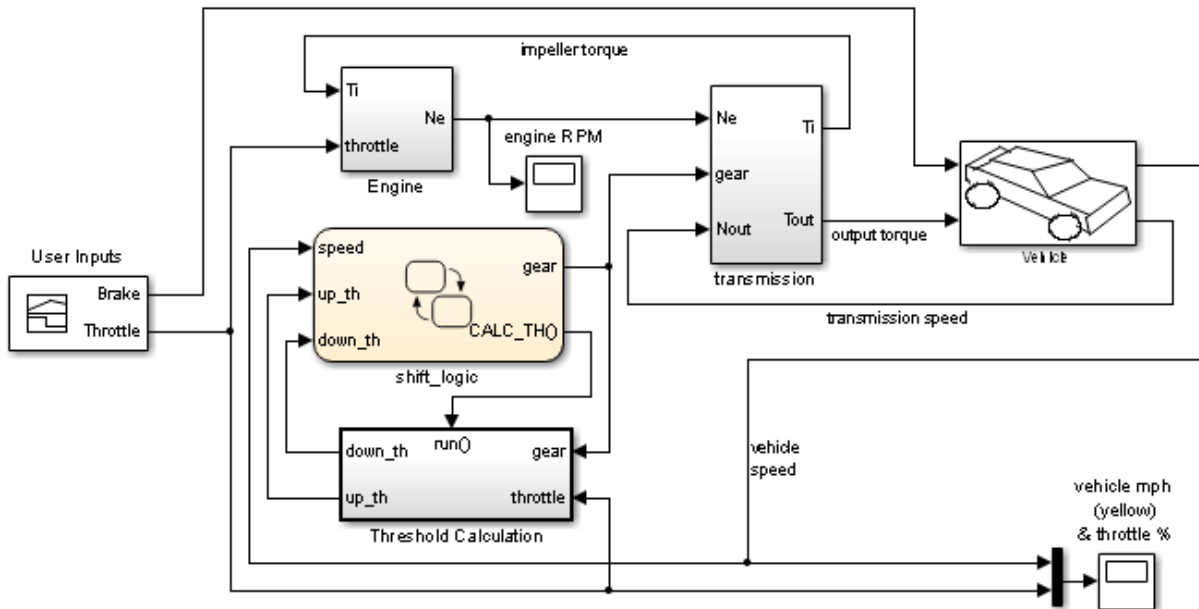 impeller torque
Ti
Ne
throttle
Engine
engine RPM
Ne
Ti
gear
Nout
Tout
transmission
output torque
Vehicle
transmission speed
User Inputs
Brake
Throttle
speed
gear
up_th
down_th
CALC_TH()
shift_logic
run()
down_th
gear
up_th
throttle
Threshold Calculation
vehicle
speed
vehicle mph
(yellow)
& throttle %